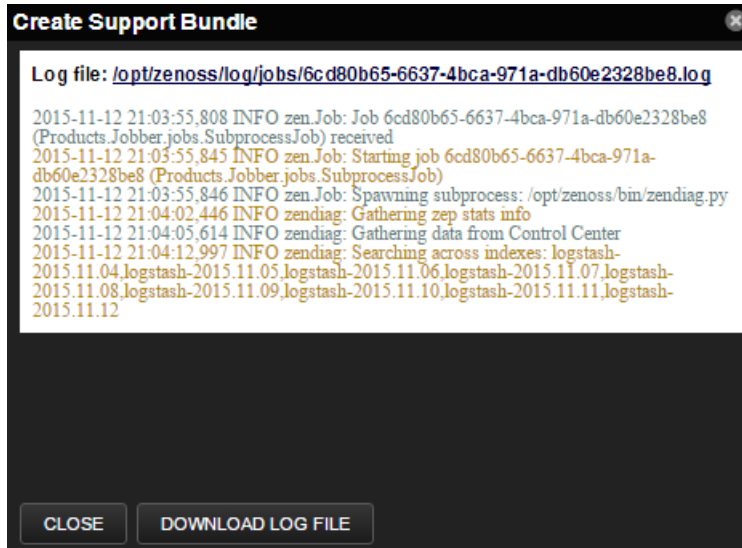 Create Support Bundle
Log file: /opt/zenoss/log/jobs/6cd80b65-6637-4bca-971a-db60e2328be8.log
2015-11-12 21:03:55,808 INFO zen.Job: Job 6cd80b65-6637-4bca-971a-db60e2328be8
(Products.Jobber.jobs.SubprocessJob) received
2015-11-12 21:03:55,845 INFO zen.Job: Starting job 6cd80b65-6637-4bca-971a-
db60e2328be8 (Products.Jobber.jobs.SubprocessJob)
2015-11-12 21:03:55,846 INFO zen.Job: Spawning subprocess: /opt/zenoss/bin/zendiag.py
2015-11-12 21:04:02,446 INFO zendiag: Gathering zep stats info
2015-11-12 21:04:05,614 INFO zendiag: Gathering data from Control Center
2015-11-12 21:04:12,997 INFO zendiag: Searching across indexes: logstash-
2015.11.04,logstash-2015.11.05,logstash-2015.11.06,logstash-2015.11.07,logstash-
2015.11.08,logstash-2015.11.09,logstash-2015.11.10,logstash-2015.11.11,logstash-
2015.11.12
CLOSE
DOWNLOAD LOG FILE